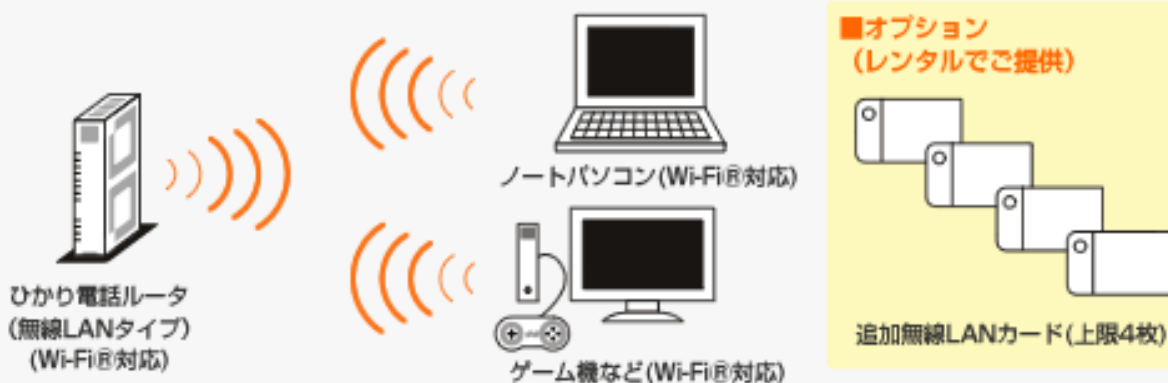 ■オプション
(レンタルでご提供)
ノートパソコン(Wi-Fi®対応)
ひかり電話ルータ
(無線LANタイプ)
(Wi-Fi®対応)
ゲーム機など(Wi-Fi®対応)
追加無線LANカード(上限4枚)